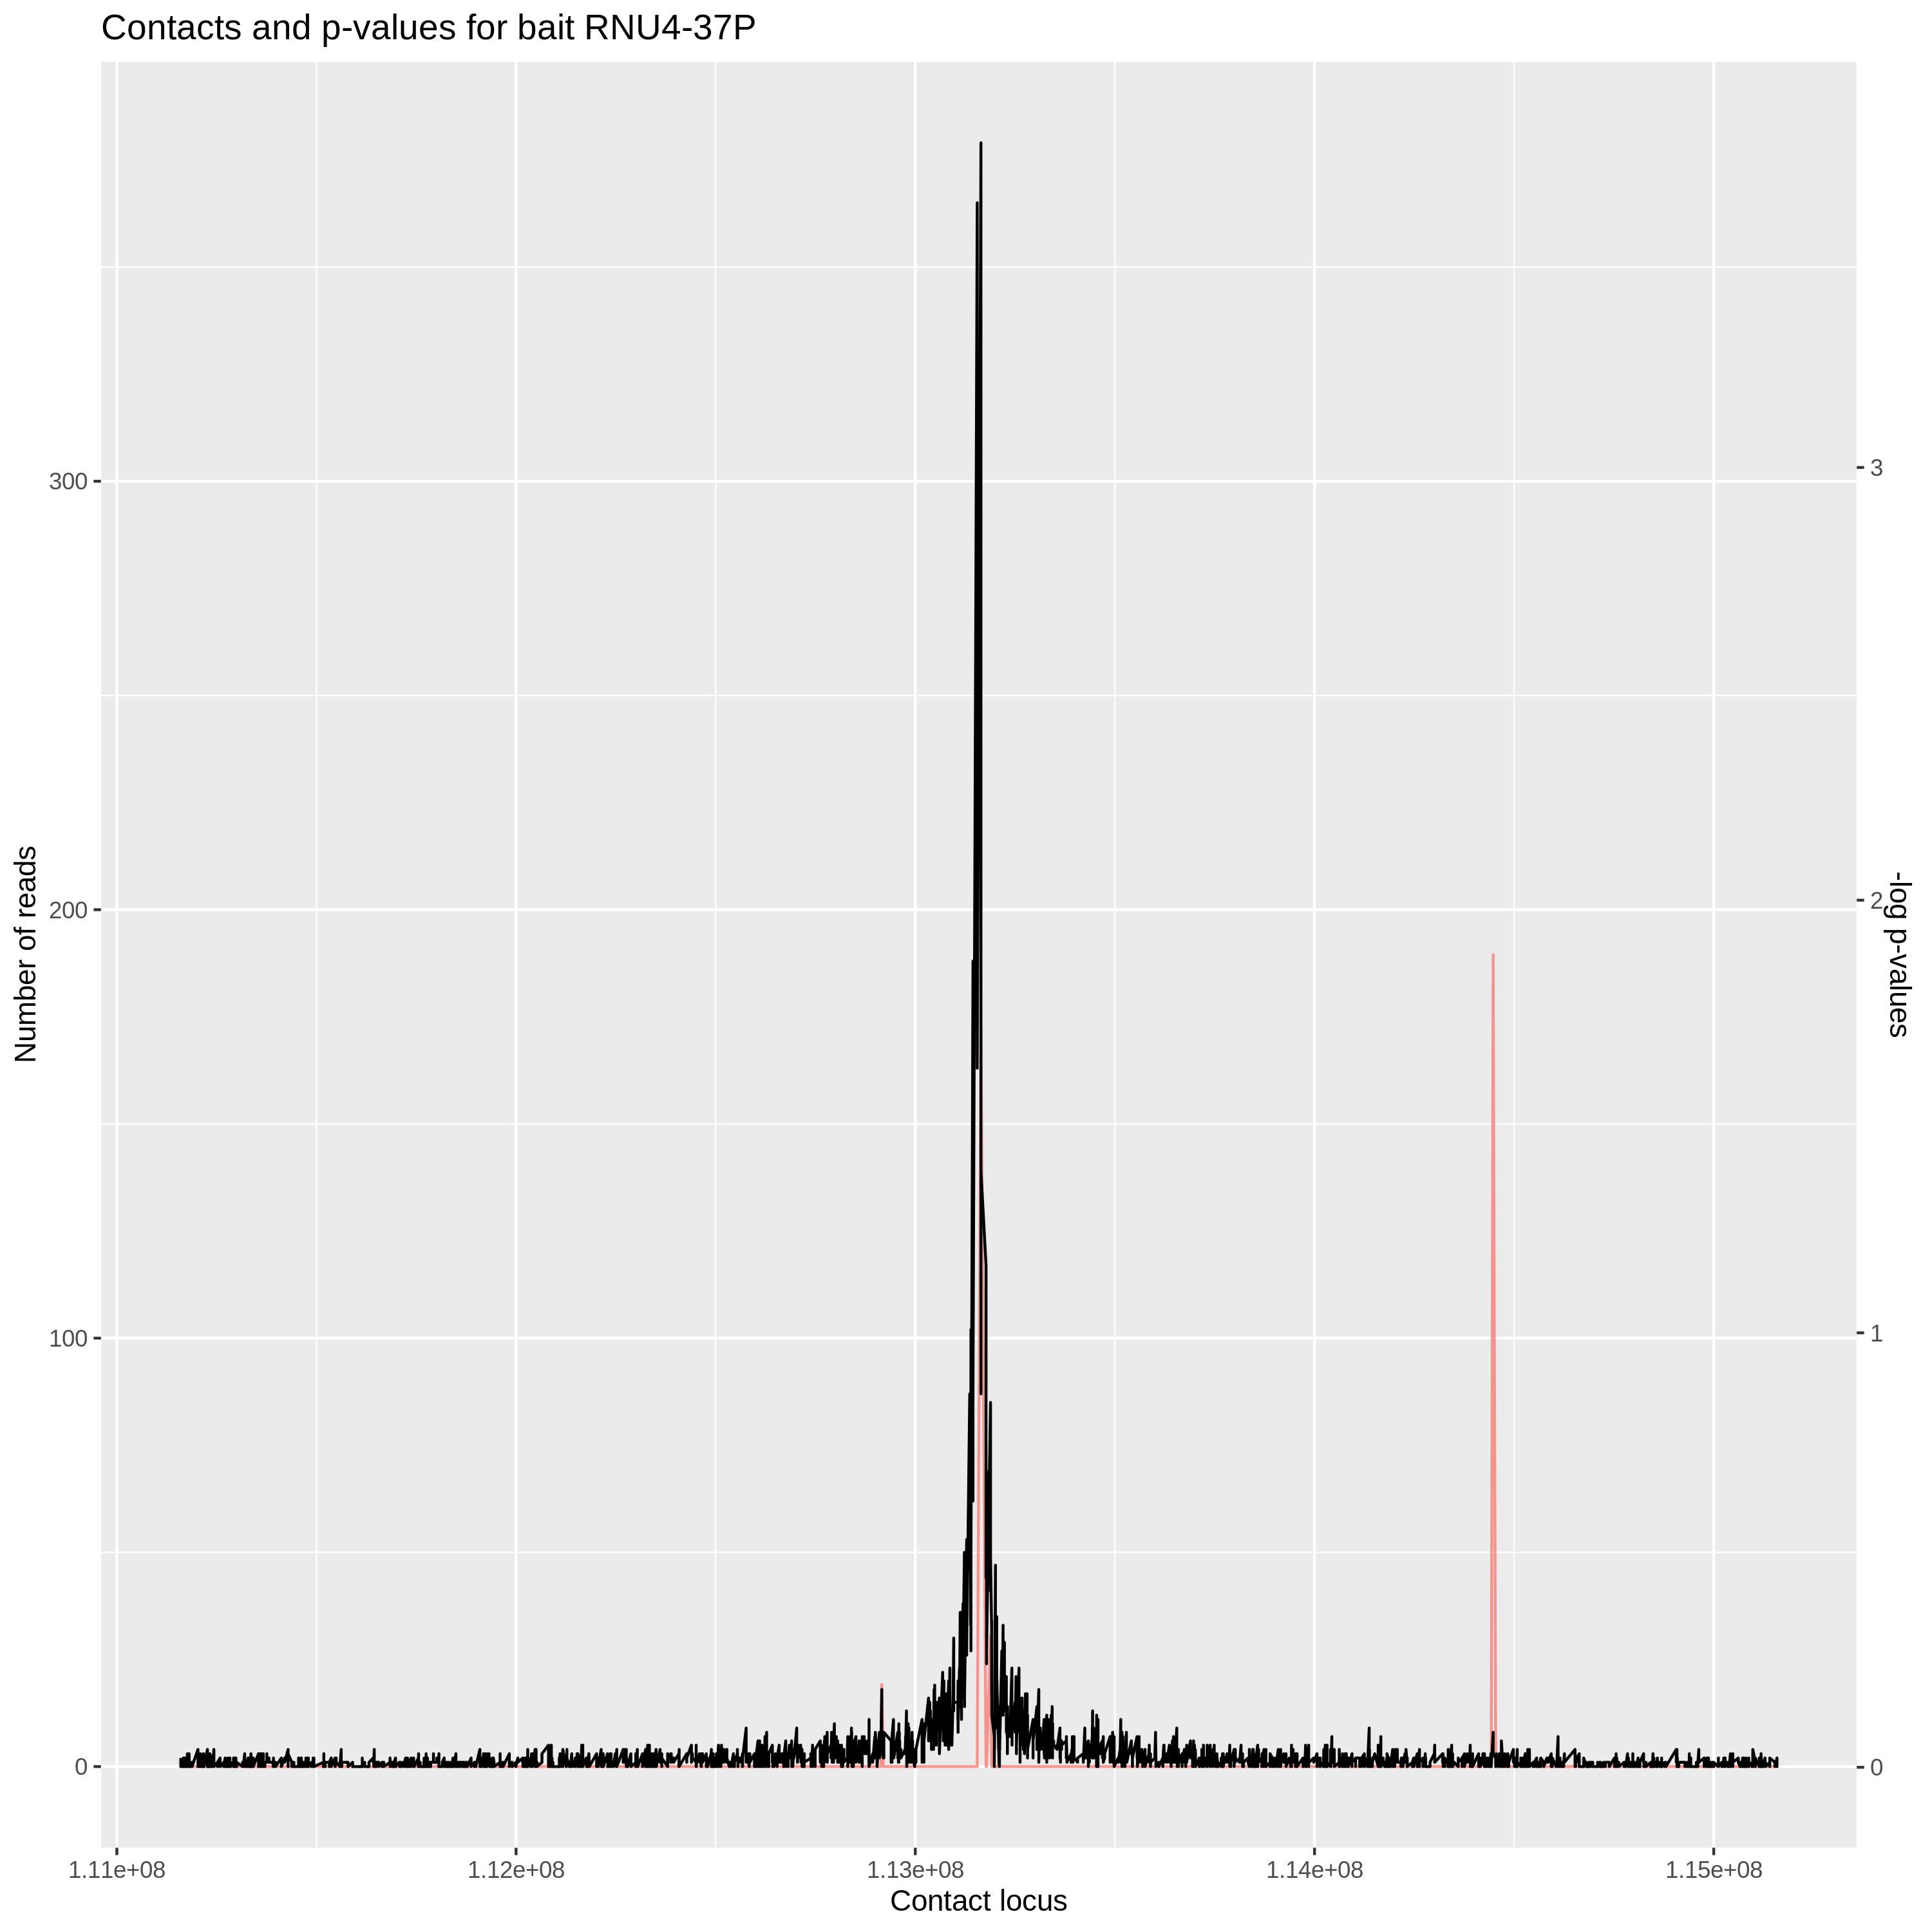 Contacts and p-values for bait RNU4-37P
Number of reads
300
200
100
0
3
2
1
0
-log p-values
1.11e+08
1.12e+08
1.13e+08
1.14e+08
1.15e+08
Contact locus